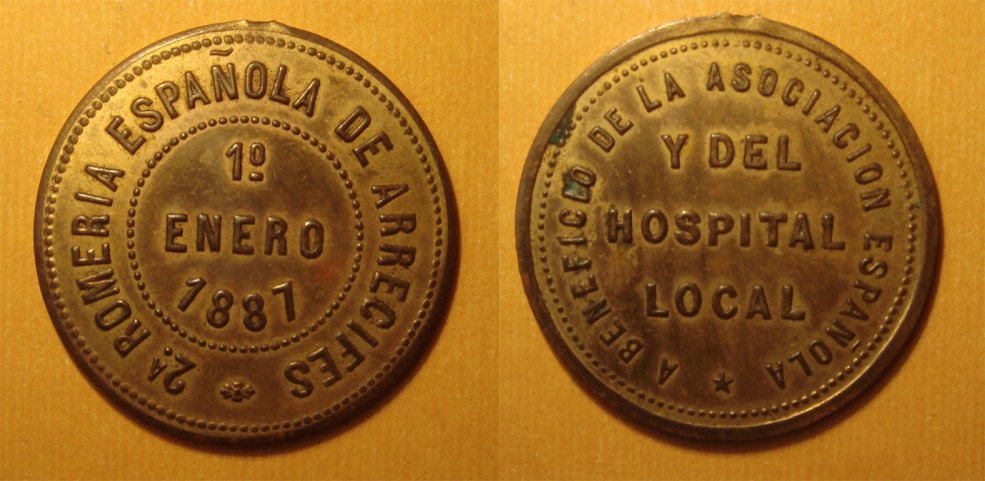 2ª. ROMERIA ESPAÑOLA DE ARRECIFES
1º
ENERO
1887
A BENEFICIO DE LA ASOCIACION ESPAÑOLA
Y DEL
HOSPITAL
LOCAL